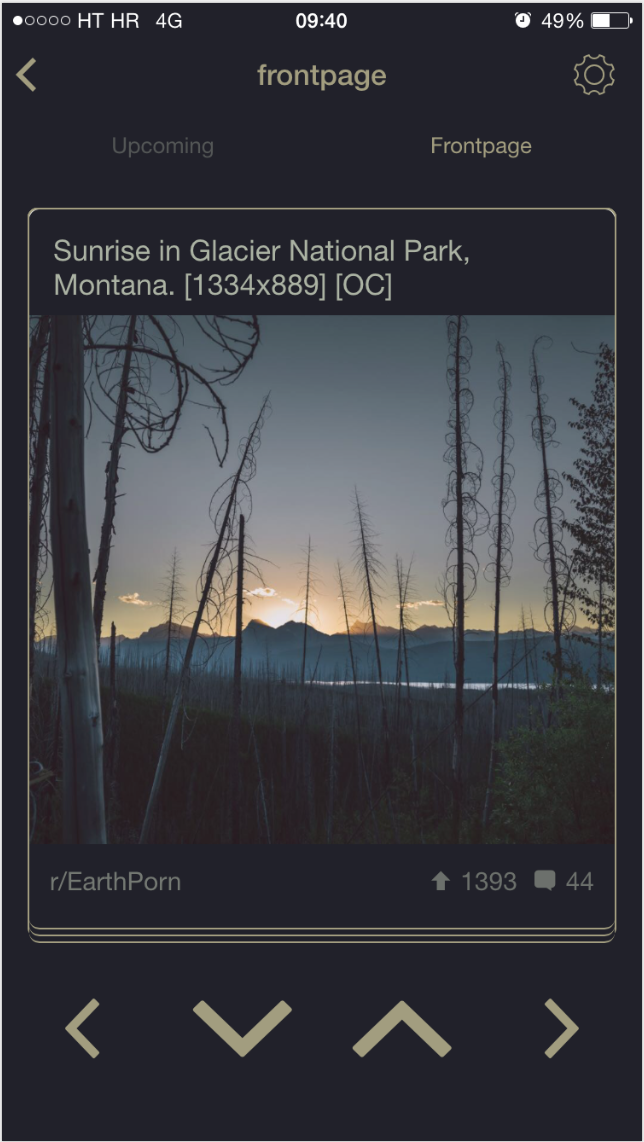 HT HR 4G 09:40 49%
frontpage
Upcoming Frontpage
Sunrise in Glacier National Park,
Montana. [1334x889] [OC]
r/EarthPorn 1393 44